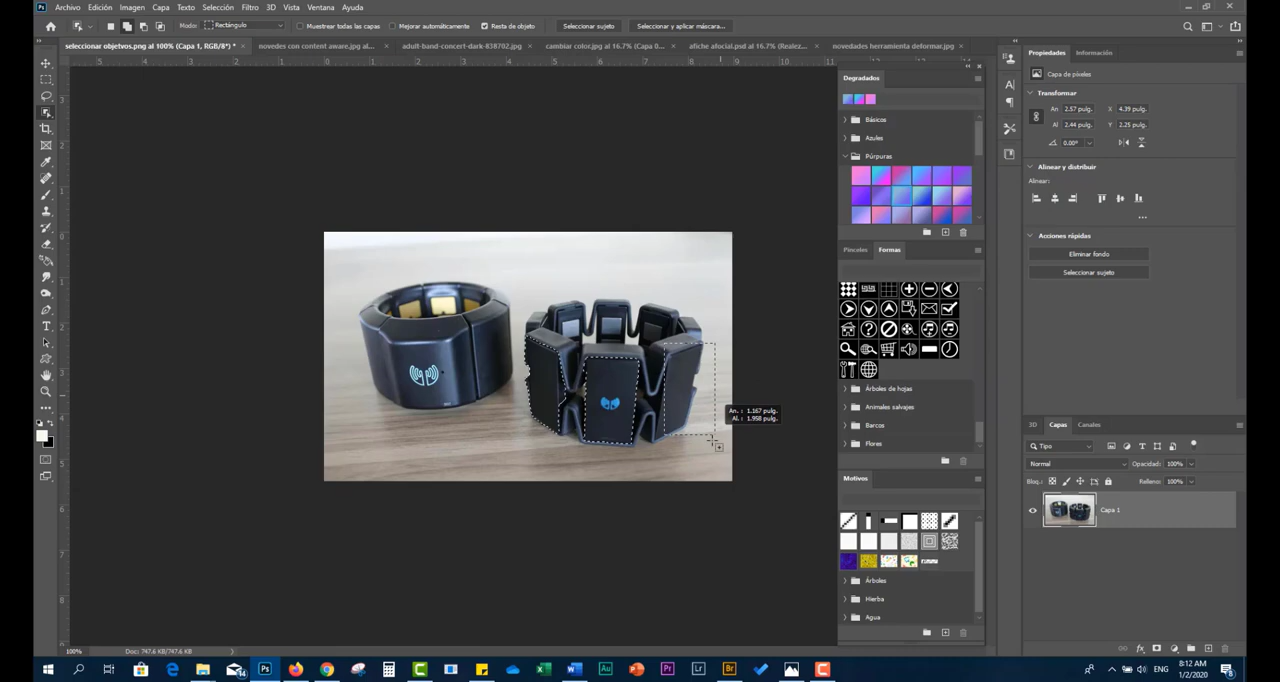 Archivo Edición Imagen Capa Texto Selección Filtro 3D Vista Ventana Ayuda
Modo: Rectángulo Muestrear todas las capas Mejorar automáticamente Resta de objeto Seleccionar sujeto Seleccionar y aplicar máscara...
seleccionar objetvos.png al 100% (Capa 1, RGB/8*) * novedes con content aware.jpg al... adult-band-concert-dark-838702.jpg cambiar color.jpg al 16.7% (Capa 0... afiche afocial.psd al 16.7% (Realez... novedades herramienta deformar.jpg
Propiedades Información
Capa de píxeles
Transformar
An 2.57 pulg. X 4.39 pulg.
Al 2.44 pulg. Y 2.25 pulg.
0.00°
Alinear y distribuir
Alinear:
Acciones rápidas
Eliminar fondo
Seleccionar sujeto
Degradados
Básicos
Azules
Púrpuras
Pinceles Formas
Árboles de hojas
Animales salvajes
Barcos
Flores
Motivos
Árboles
Hierba
Agua
An. : 1.167 pulg.
Al. : 1.958 pulg.
3D Capas Canales
Tipo
Normal Opacidad: 100%
Bloq.: Relleno: 100%
Capa 1
100% Doc: 747.6 KB/747.6 KB
ENG 8:12 AM
1/2/2020